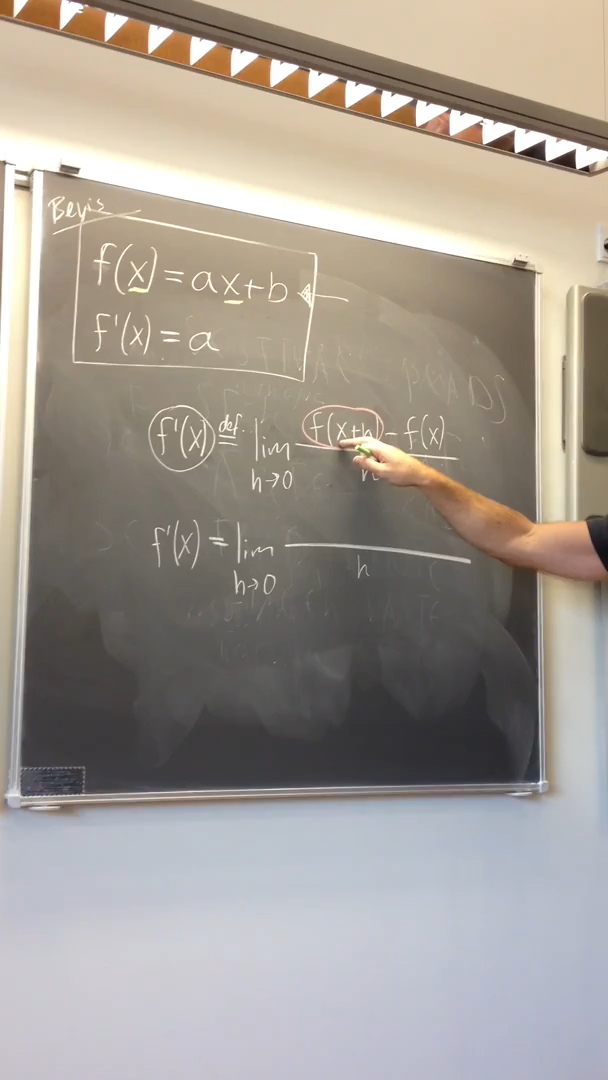 Bevis
f(x) = ax + b
f'(x) = a
f'(x) def. = lim h→0 f(x+h) - f(x) / h
f'(x) = lim h→0 / h